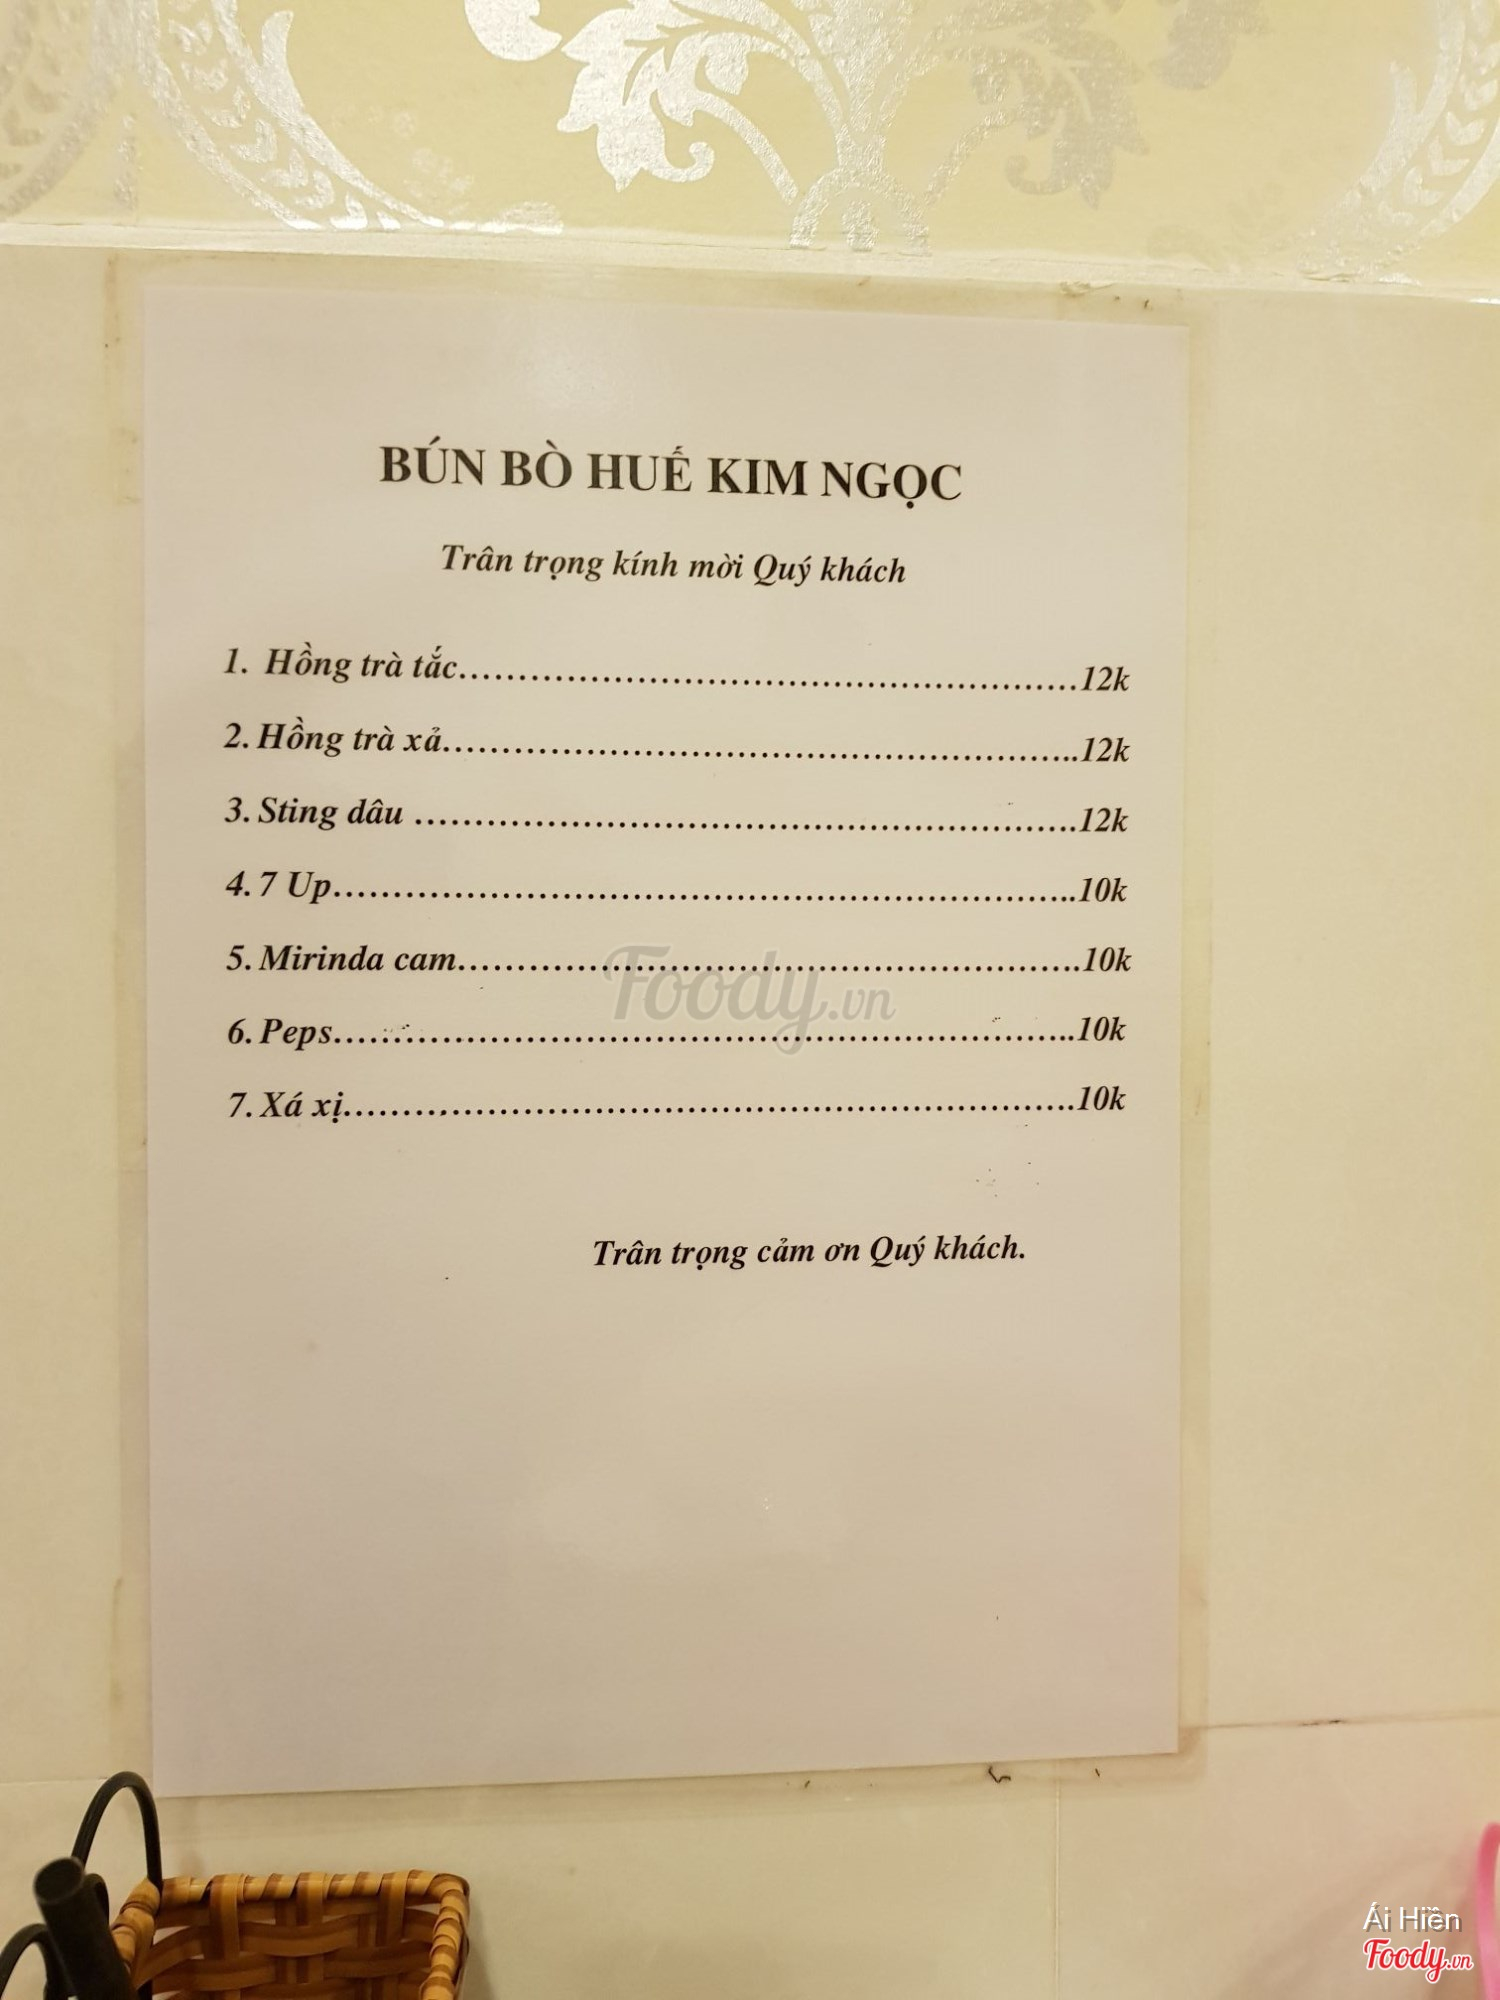 BÚN BÒ HUẾ KIM NGỌC
Trân trọng kính mời Quý khách
1. Hồng trà tắc......................................................12k
2. Hồng trà xả......................................................12k
3. Sting dâu ......................................................12k
4. 7 Up......................................................10k
5. Mirinda cam......................................................10k
6. Peps......................................................10k
7. Xá xị......................................................10k
Trân trọng cảm ơn Quý khách.
Foody.vn
Ái Hiền
Foody.vn